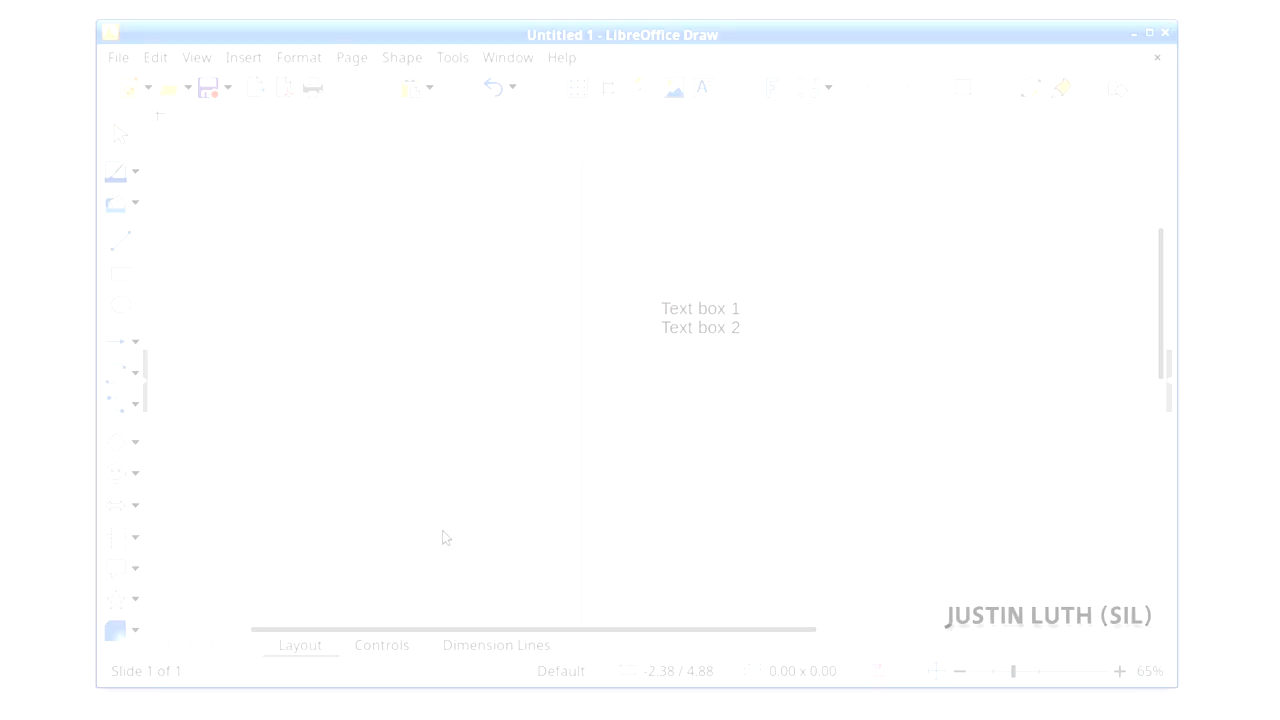 Untitled 1 - LibreOffice Draw
File Edit View Insert Format Page Shape Tools Window Help
Text box 1
Text box 2
JUSTIN LUTH (SIL)
Layout Controls Dimension Lines
Slide 1 of 1 Default -2.38 / 4.88 0.00 x 0.00 65%